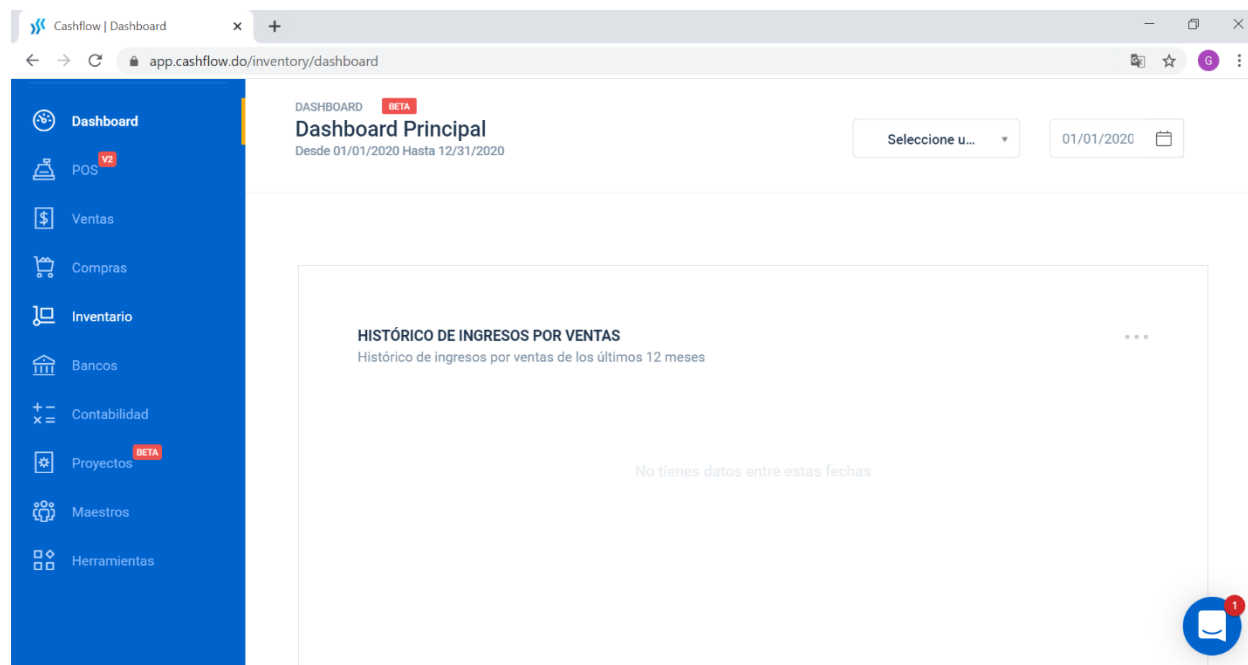 Cashflow | Dashboard
app.cashflow.do/inventory/dashboard
G
Dashboard
POS V2
Ventas
Compras
Inventario
Bancos
Contabilidad
Proyectos BETA
Maestros
Herramientas
DASHBOARD BETA
Dashboard Principal
Desde 01/01/2020 Hasta 12/31/2020
Seleccione u...
01/01/2020
HISTÓRICO DE INGRESOS POR VENTAS
Histórico de ingresos por ventas de los últimos 12 meses
No tienes datos entre estas fechas
1